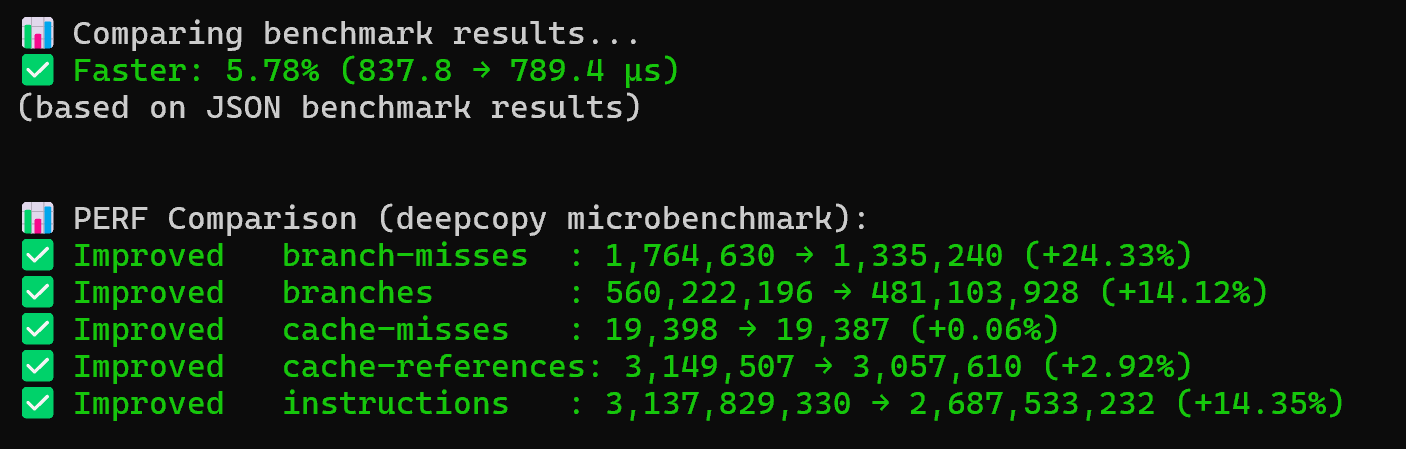 📊 Comparing benchmark results...
✅ Faster: 5.78% (837.8 → 789.4 µs)
(based on JSON benchmark results)
📊 PERF Comparison (deepcopy microbenchmark):
✅ Improved   branch-misses  : 1,764,630 → 1,335,240 (+24.33%)
✅ Improved   branches       : 560,222,196 → 481,103,928 (+14.12%)
✅ Improved   cache-misses   : 19,398 → 19,387 (+0.06%)
✅ Improved   cache-references: 3,149,507 → 3,057,610 (+2.92%)
✅ Improved   instructions   : 3,137,829,330 → 2,687,533,232 (+14.35%)